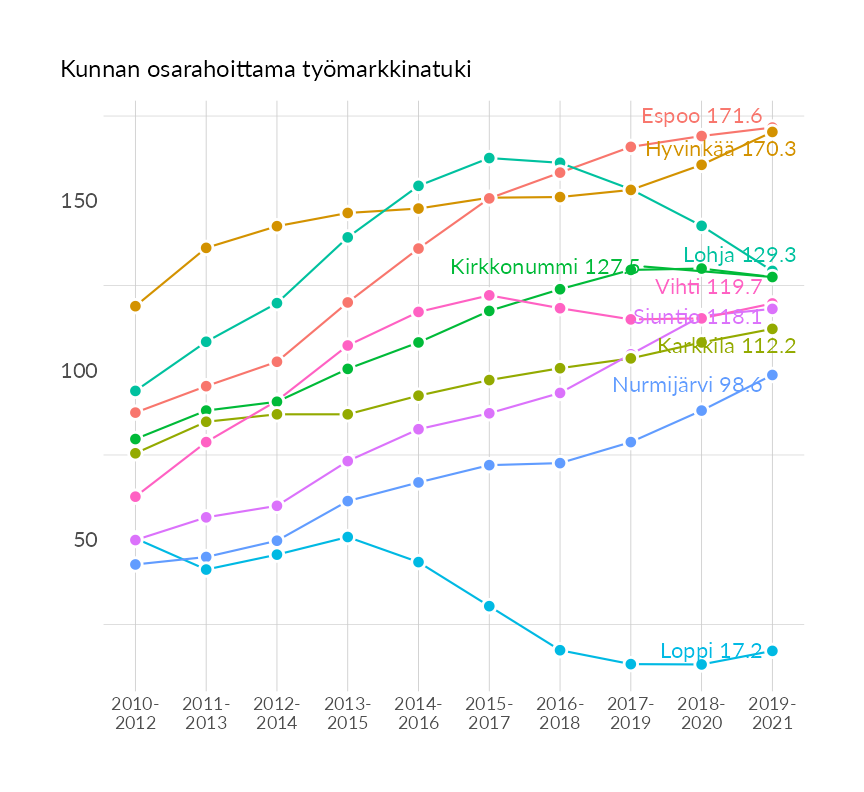 Kunnan osarahoittama työmarkkinatuki
Espoo 171.6
Hyvinkää 170.3
150
Lohja 129.3
Kirkkonummi 127.5
Vihti 119.7
Siuntio 118.1
Karkkila 112.2
100
Nurmijärvi 98.6
50
Loppi 17.2
2010- 2011- 2012- 2013- 2014- 2015- 2016- 2017- 2018- 2019-
2012 2013 2014 2015 2016 2017 2018 2019 2020 2021